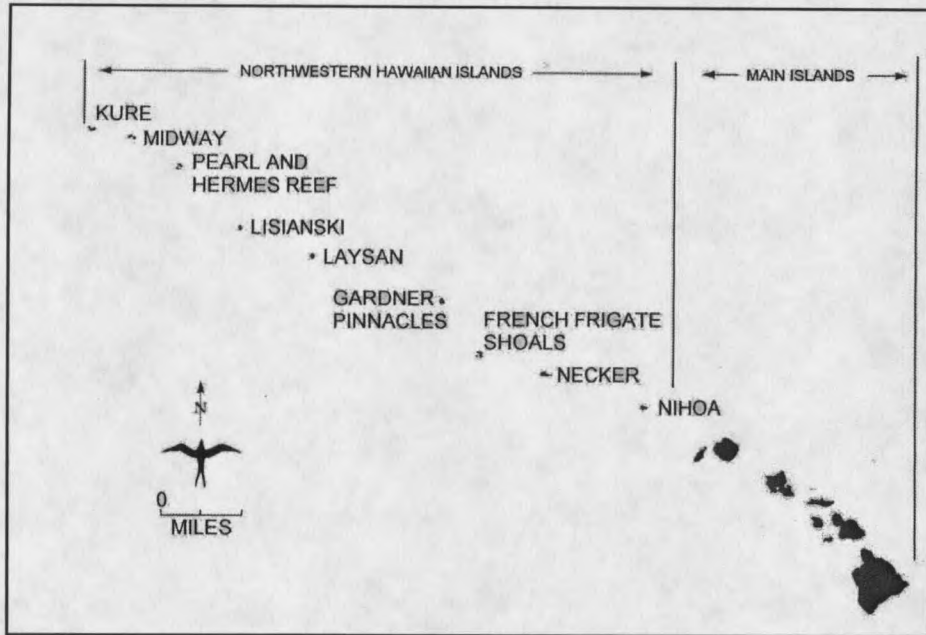 NORTHWESTERN HAWAIIAN ISLANDS
MAIN ISLANDS
KURE
MIDWAY
PEARL AND
HERMES REEF
LISIANSKI
LAYSAN
GARDNER
PINNACLES
FRENCH FRIGATE
SHOALS
NECKER
NIHOA
N
0
MILES